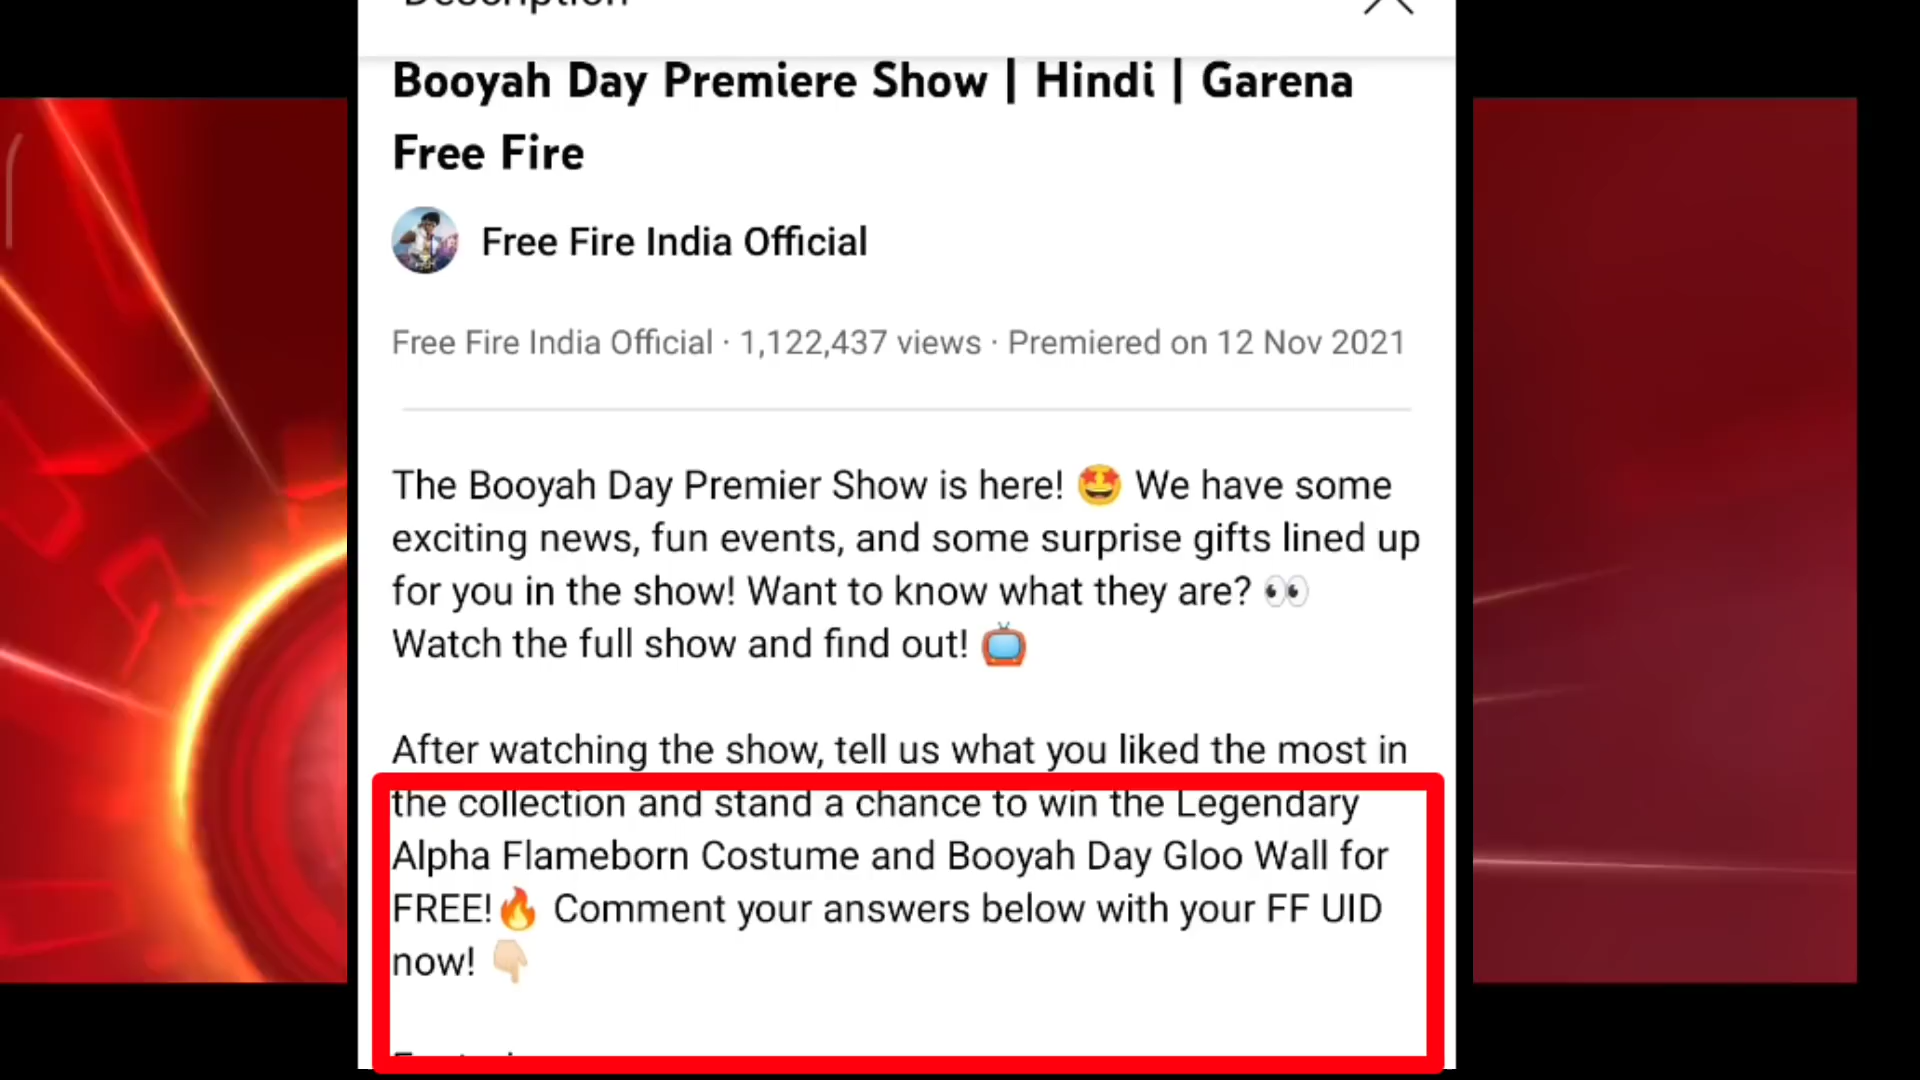 Description
Booyah Day Premiere Show | Hindi | Garena
Free Fire
Free Fire India Official
Free Fire India Official · 1,122,437 views · Premiered on 12 Nov 2021
The Booyah Day Premier Show is here! 🤩 We have some
exciting news, fun events, and some surprise gifts lined up
for you in the show! Want to know what they are? 👀
Watch the full show and find out! 📺
After watching the show, tell us what you liked the most in
the collection and stand a chance to win the Legendary
Alpha Flameborn Costume and Booyah Day Gloo Wall for
FREE!🔥 Comment your answers below with your FF UID
now! 👇🏻